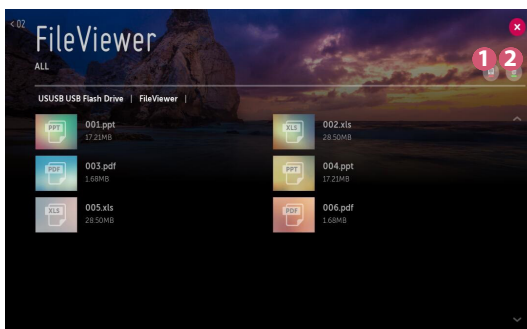 < 02
FileViewer
ALL
1 2
USUSB USB Flash Drive | FileViewer |
PPT
001.ppt
17.21MB
XLS
002.xls
28.50MB
PDF
003.pdf
1.68MB
PPT
004.ppt
17.21MB
XLS
005.xls
28.50MB
PDF
006.pdf
1.68MB